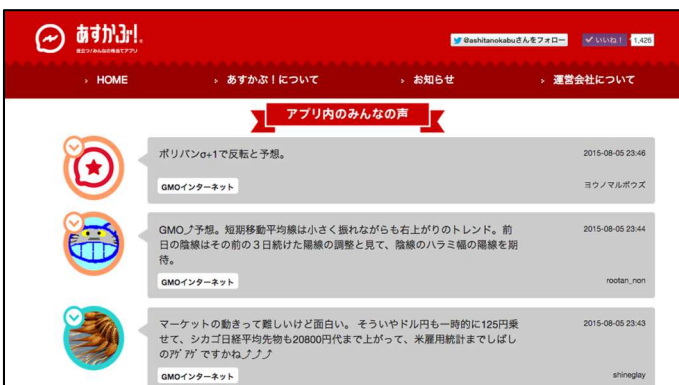 あすかぶ!
役立つ♪みんなの株当てアプリ
@ashitanokabuさんをフォロー
いいね! 1,426
› HOME › あすかぶ！について › お知らせ › 運営会社について
アプリ内のみんなの声
ボリバンσ+1で反転と予想。 2015-08-05 23:46
GMOインターネット ヨウノマルボウズ
GMO⤴予想。短期移動平均線は小さく振れながらも右上がりのトレンド。前 2015-08-05 23:44
日の陰線はその前の３日続けた陽線の調整と見て、陰線のハラミ幅の陽線を期
待。
GMOインターネット rootan_non
マーケットの動きって難しいけど面白い。 そういやドル円も一時的に125円乗 2015-08-05 23:43
せて、シカゴ日経平均先物も20800円代まで上がって、米雇用統計までしばし
のｱｹﾞｱｹﾞですかね⤴⤴⤴
GMOインターネット shineglay